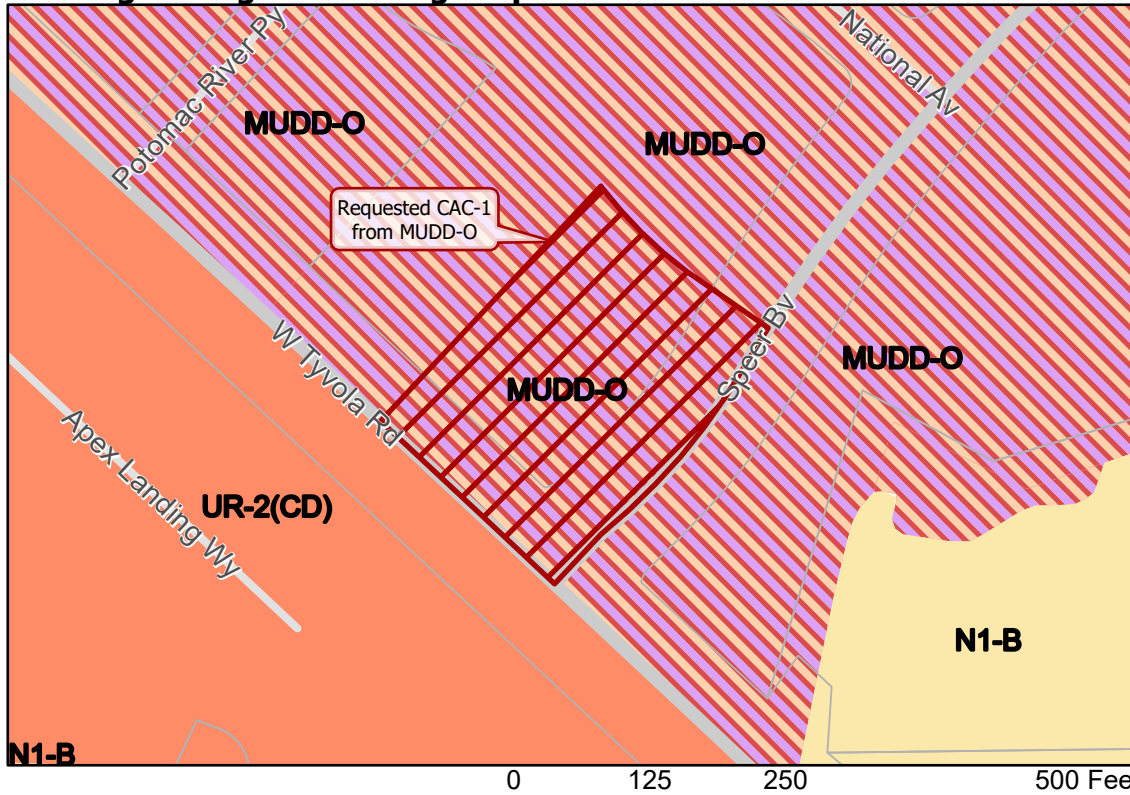 Potomac River Py
National Av
MUDD-O
MUDD-O
Requested CAC-1
from MUDD-O
W Tyvola Rd
Speer Bv
MUDD-O
MUDD-O
Apex Landing Wy
UR-2(CD)
N1-B
N1-B
0 125 250 500 Fee